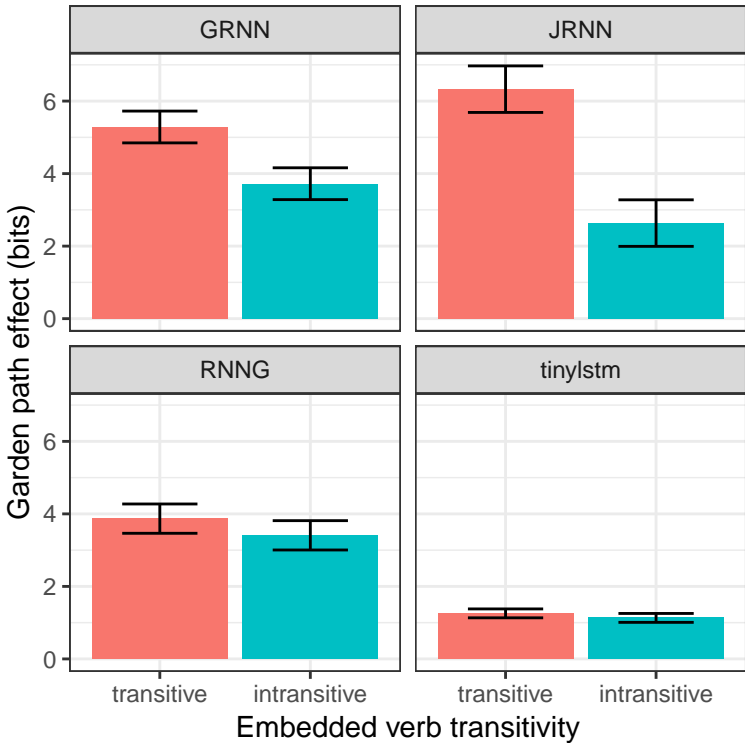 GRNN
JRNN
6
4
2
0
RNNG
tinylstm
6
4
2
0
transitive
intransitive
transitive
intransitive
Embedded verb transitivity
Garden path effect (bits)